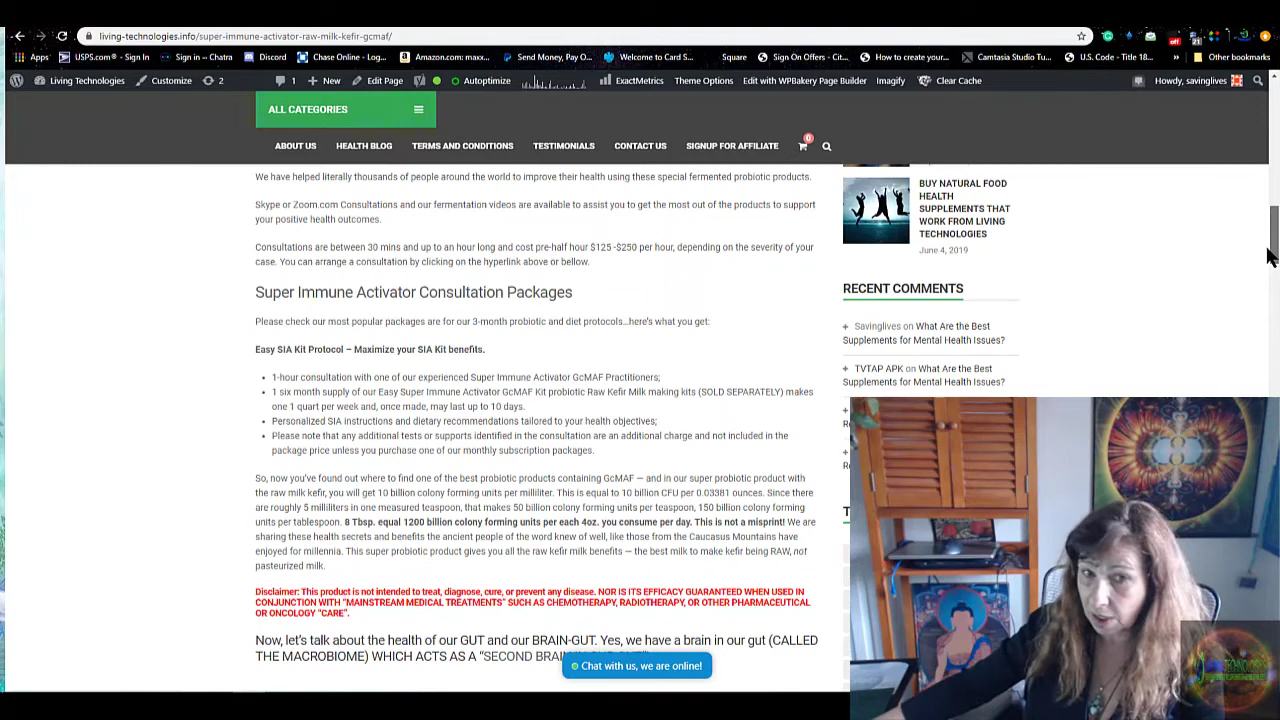 living-technologies.info/super-immune-activator-raw-milk-kefir-gcmaf/
Apps USPS.com® - Sign In Sign in -- Chatra Discord Chase Online - Log... Amazon.com: maxx... Send Money, Pay O... Welcome to Card S... Square Sign On Offers - Cit... How to create your... Camtasia Studio Tu... U.S. Code - Title 18... » Other bookmarks
off 21
Living Technologies Customize 2 1 New Edit Page Autoptimize ExactMetrics Theme Options Edit with WPBakery Page Builder Imagify Clear Cache Howdy, savinglives
ALL CATEGORIES
ABOUT US HEALTH BLOG TERMS AND CONDITIONS TESTIMONIALS CONTACT US SIGNUP FOR AFFILIATE 0
We have helped literally thousands of people around the world to improve their health using these special fermented probiotic products.
Skype or Zoom.com Consultations and our fermentation videos are available to assist you to get the most out of the products to support
your positive health outcomes.
Consultations are between 30 mins and up to an hour long and cost pre-half hour $125 -$250 per hour, depending on the severity of your
case. You can arrange a consultation by clicking on the hyperlink above or bellow.
Super Immune Activator Consultation Packages
Please check our most popular packages are for our 3-month probiotic and diet protocols…here's what you get:
Easy SIA Kit Protocol – Maximize your SIA Kit benefits.
1-hour consultation with one of our experienced Super Immune Activator GcMAF Practitioners;
1 six month supply of our Easy Super Immune Activator GcMAF Kit probiotic Raw Kefir Milk making kits (SOLD SEPARATELY) makes
one 1 quart per week and, once made, may last up to 10 days.
Personalized SIA instructions and dietary recommendations tailored to your health objectives;
Please note that any additional tests or supports identified in the consultation are an additional charge and not included in the
package price unless you purchase one of our monthly subscription packages.
So, now you've found out where to find one of the best probiotic products containing GcMAF — and in our super probiotic product with
the raw milk kefir, you will get 10 billion colony forming units per milliliter. This is equal to 10 billion CFU per 0.03381 ounces. Since there
are roughly 5 milliliters in one measured teaspoon, that makes 50 billion colony forming units per teaspoon, 150 billion colony forming
units per tablespoon. 8 Tbsp. equal 1200 billion colony forming units per each 4oz. you consume per day. This is not a misprint! We are
sharing these health secrets and benefits the ancient people of the word knew of well, like those from the Caucasus Mountains have
enjoyed for millennia. This super probiotic product gives you all the raw kefir milk benefits — the best milk to make kefir being RAW, not
pasteurized milk.
Disclaimer: This product is not intended to treat, diagnose, cure, or prevent any disease. NOR IS ITS EFFICACY GUARANTEED WHEN USED IN
CONJUNCTION WITH "MAINSTREAM MEDICAL TREATMENTS" SUCH AS CHEMOTHERAPY, RADIOTHERAPY, OR OTHER PHARMACEUTICAL
OR ONCOLOGY "CARE".
Now, let's talk about the health of our GUT and our BRAIN-GUT. Yes, we have a brain in our gut (CALLED
THE MACROBIOME) WHICH ACTS AS A "SECOND BRAIN
Chat with us, we are online!
BUY NATURAL FOOD
HEALTH
SUPPLEMENTS THAT
WORK FROM LIVING
TECHNOLOGIES
June 4, 2019
RECENT COMMENTS
Savinglives on What Are the Best
Supplements for Mental Health Issues?
TVTAP APK on What Are the Best
Supplements for Mental Health Issues?